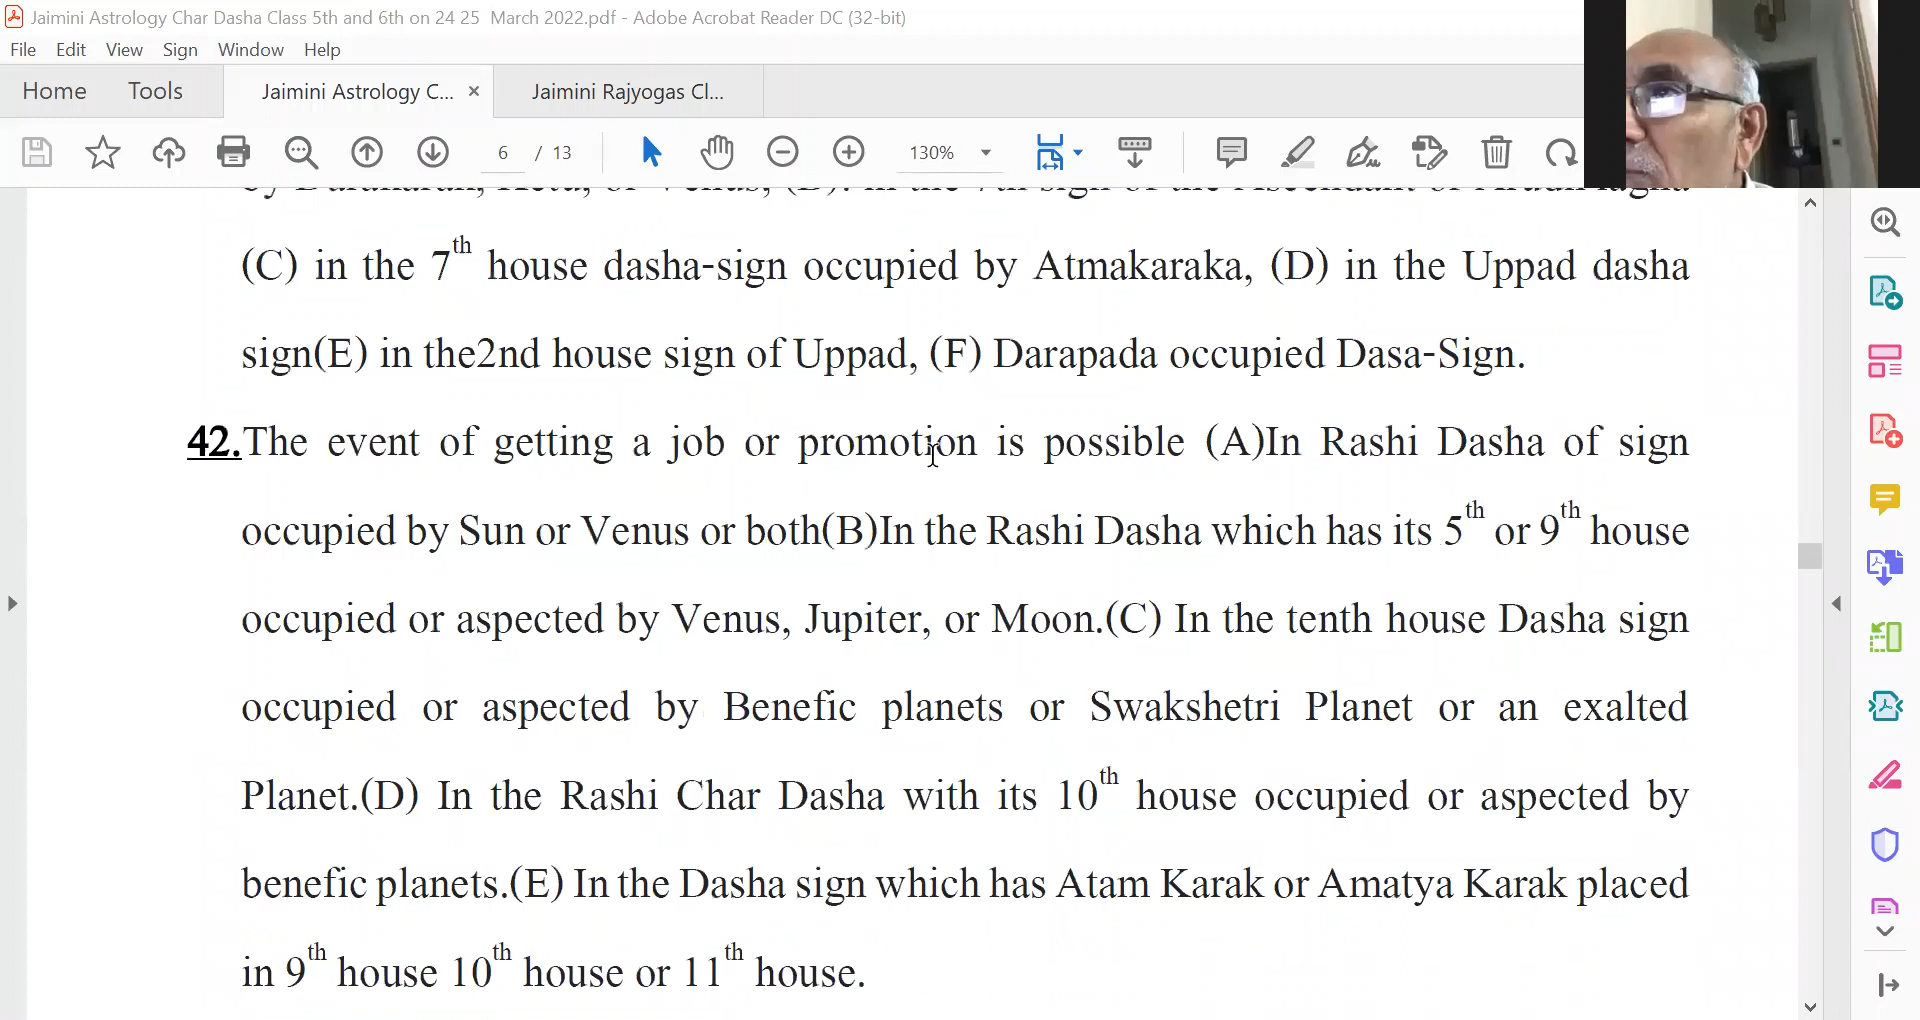 Jaimini Astrology Char Dasha Class 5th and 6th on 24 25 March 2022.pdf - Adobe Acrobat Reader DC (32-bit)
File Edit View Sign Window Help
Home Tools Jaimini Astrology C... × Jaimini Rajyogas Cl...
6 / 13 130%
(C) in the 7th house dasha-sign occupied by Atmakaraka, (D) in the Uppad dasha
sign(E) in the2nd house sign of Uppad, (F) Darapada occupied Dasa-Sign.
42.The event of getting a job or promotion is possible (A)In Rashi Dasha of sign
occupied by Sun or Venus or both(B)In the Rashi Dasha which has its 5th or 9th house
occupied or aspected by Venus, Jupiter, or Moon.(C) In the tenth house Dasha sign
occupied or aspected by Benefic planets or Swakshetri Planet or an exalted
Planet.(D) In the Rashi Char Dasha with its 10th house occupied or aspected by
benefic planets.(E) In the Dasha sign which has Atam Karak or Amatya Karak placed
in 9th house 10th house or 11th house.